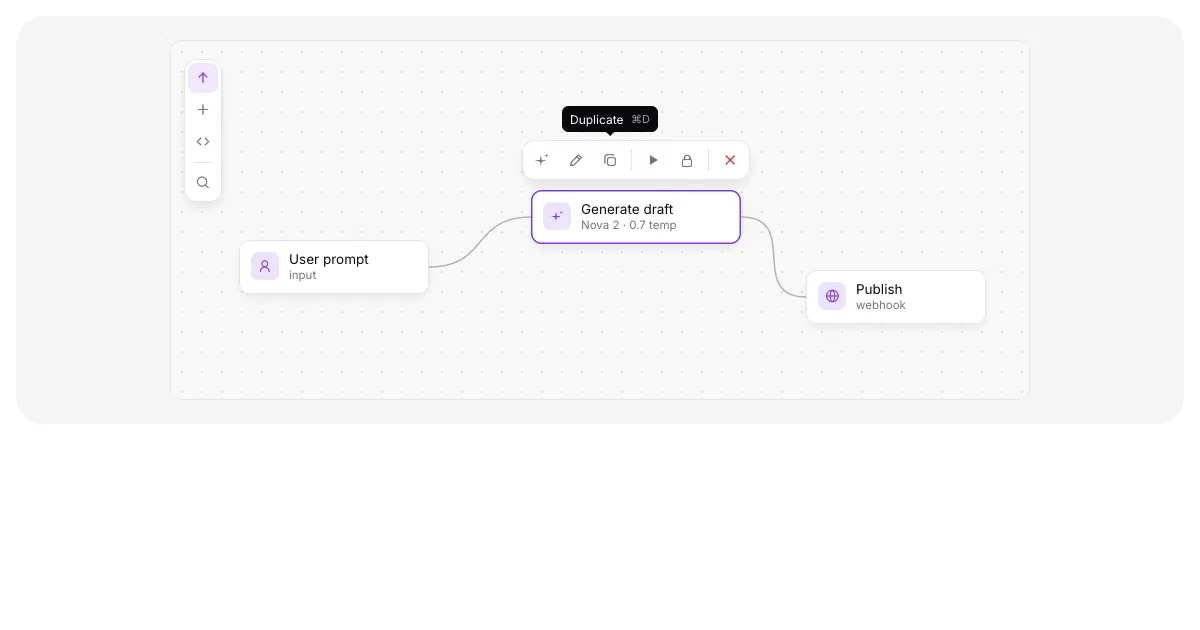 Duplicate ⌘D
Generate draft
Nova 2 · 0.7 temp
User prompt
input
Publish
webhook